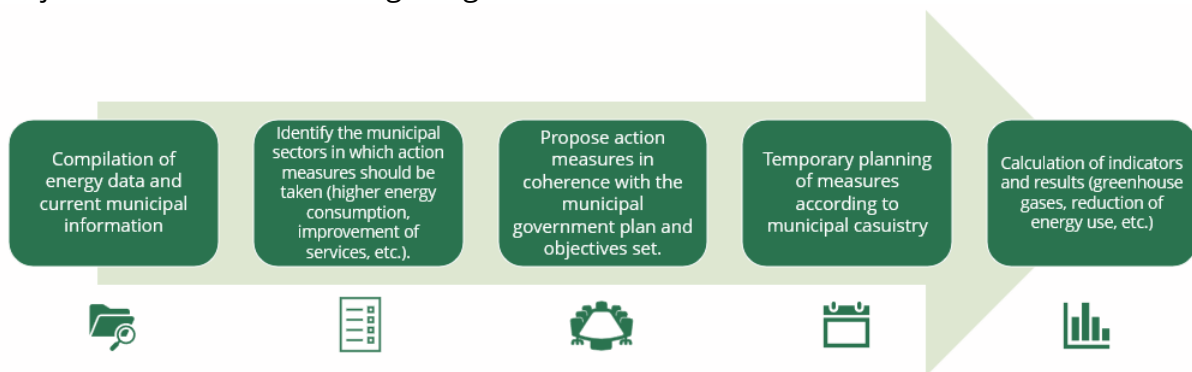 Compilation of
energy data and
current municipal
information
Identify the municipal
sectors in which action
measures should be
taken (higher energy
consumption,
improvement of
services, etc.).
Propose action
measures in
coherence with the
municipal
government plan and
objectives set.
Temporary planning
of measures
according to
municipal casuistry
Calculation of indicators
and results (greenhouse
gases, reduction of
energy use, etc.)